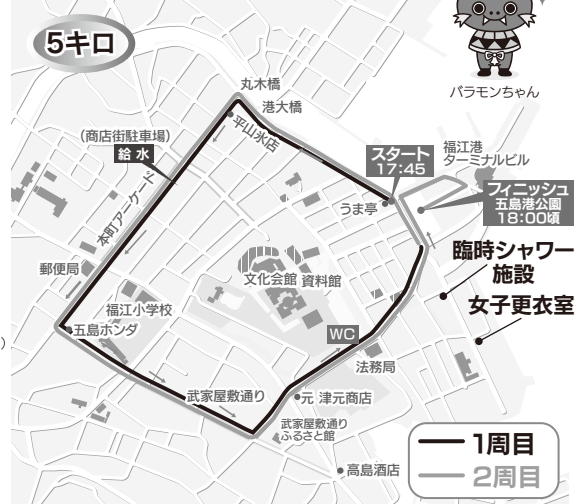 5キロ
バラモンちゃん
丸木橋
港大橋
平山氷店
(商店街駐車場)
給 水
本町アーケード
スタート
17:45
福江港
ターミナルビル
うま亭
フィニッシュ
五島港公園
18:00頃
臨時シャワー
施設
女子更衣室
郵便局
文化会館
資料館
福江小学校
五島ホンダ
WC
法務局
武家屋敷通り
元 津元商店
武家屋敷通り
ふるさと館
高島酒店
1周目
2周目
)